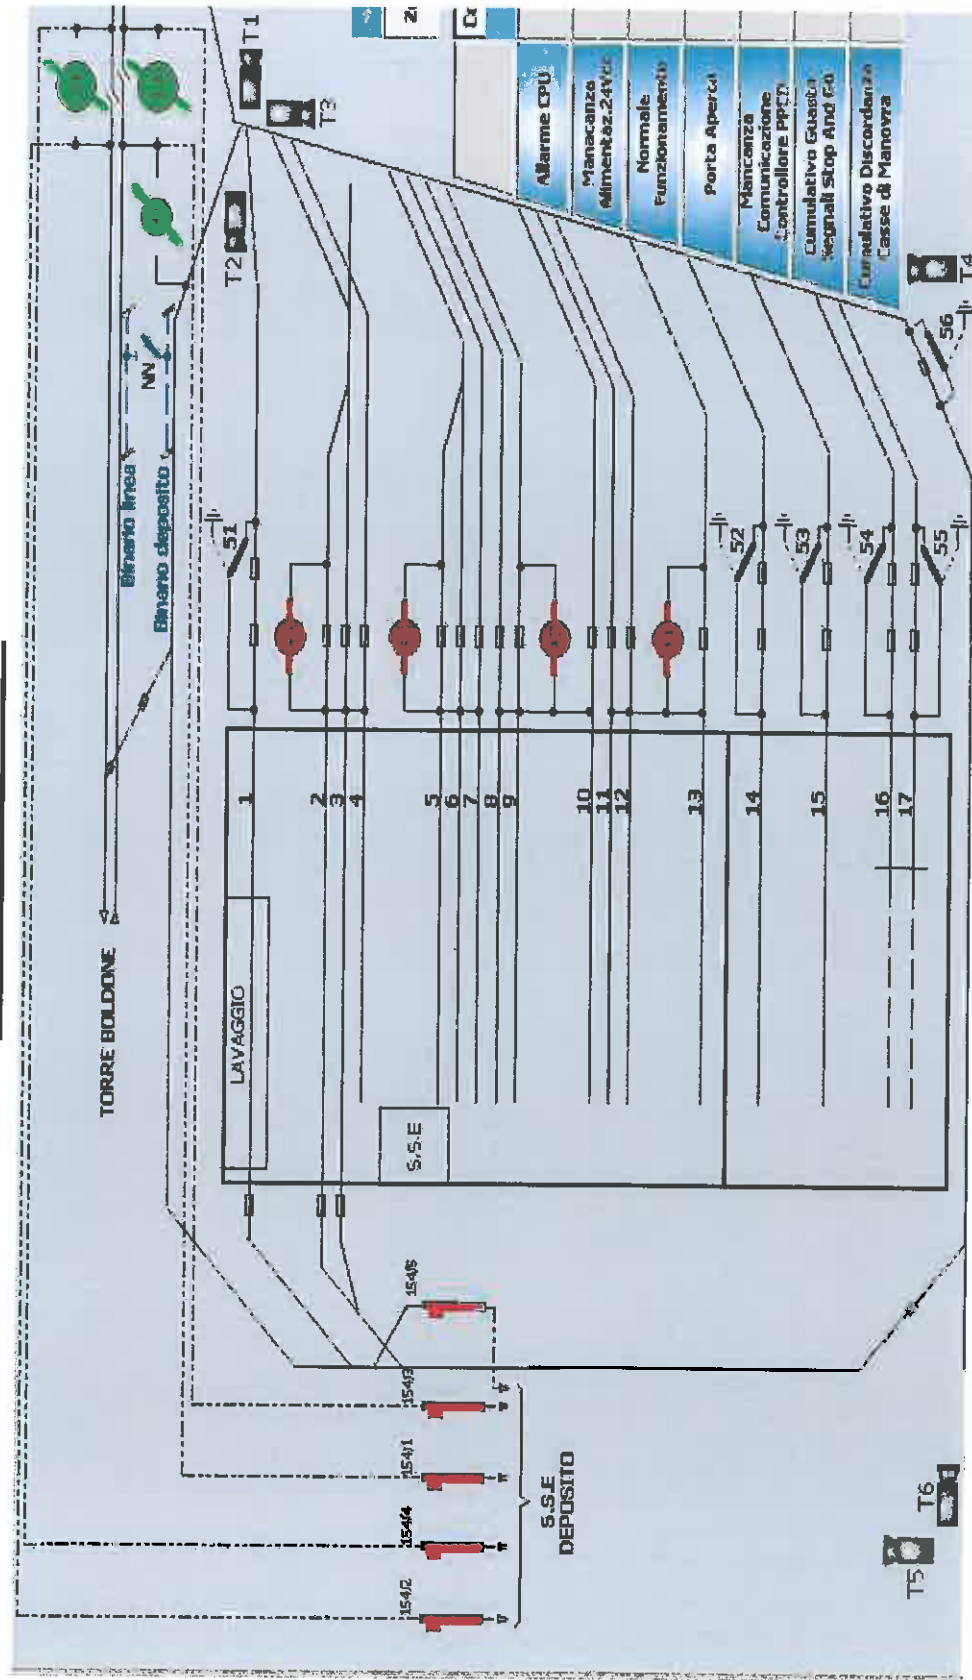 TORRE BOLDONE
Binario linea
NN
Binario deposito
T1
T2
T3
T4
T5
T6
LAVAGGIO
S.S.E
1
2
3
4
5
6
7
8
9
10
11
12
13
14
15
16
17
51
52
53
54
55
56
154/2
154/4
154/1
154/3
154/5
S.S.E
DEPOSITO
Allarme CPU
Manacanza
Alimentaz.24Vcc
Normale
Funzionamento
Porta Aperta
Mancanza
Comunicazione
Controllore PPCT
Cumulativo Guasto
Segnali Stop And Go
Cumulativo Discordanza
Casse di Manovra